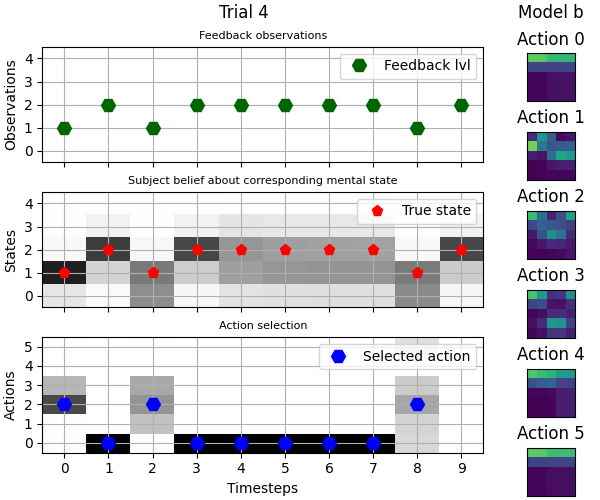 Trial 4
Model b
Feedback observations
Observations
4
3
2
1
0
Feedback lvl
Subject belief about corresponding mental state
States
4
3
2
1
0
True state
Action selection
Actions
5
4
3
2
1
0
Selected action
0 1 2 3 4 5 6 7 8 9
Timesteps
Action 0
Action 1
Action 2
Action 3
Action 4
Action 5